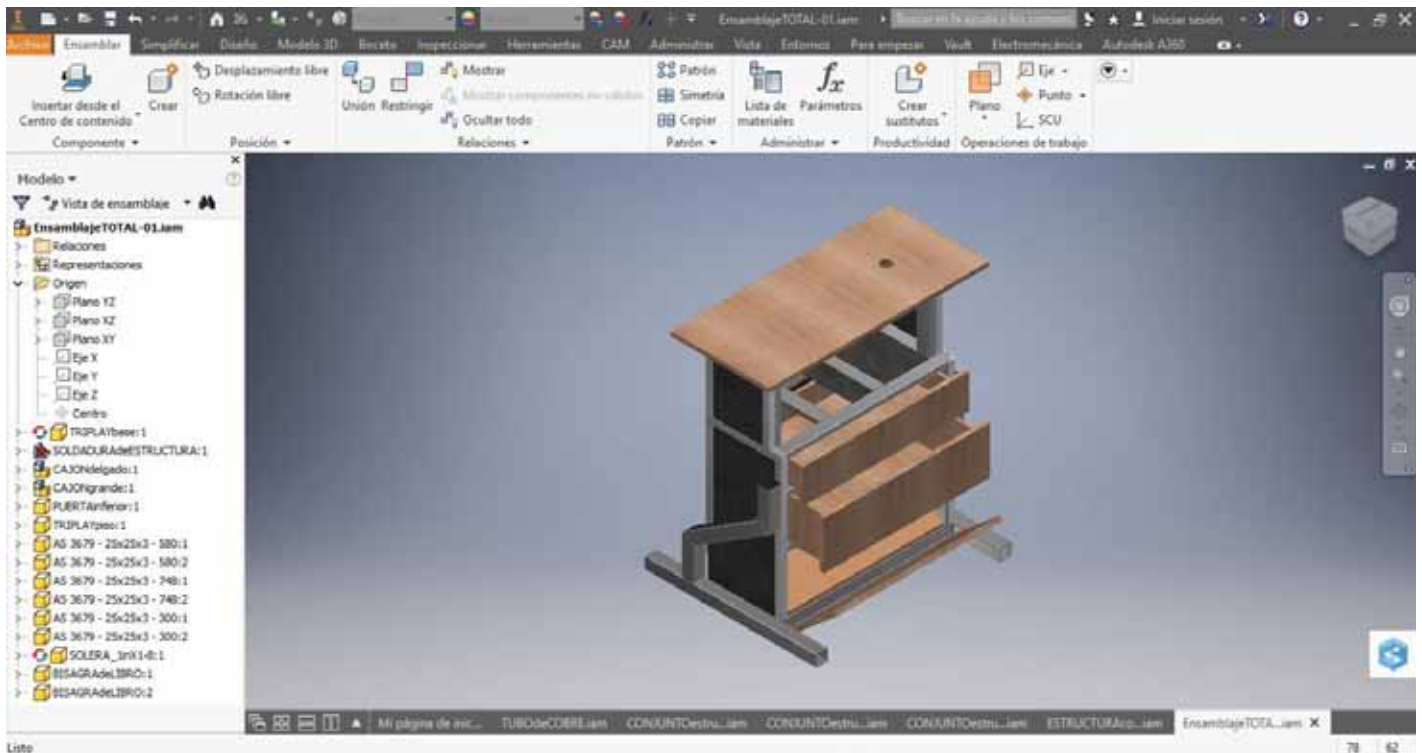 EnsamblajeTOTAL-01.iam
Iniciar sesión
Archivo Ensamblar Simplificar Diseño Modelo 3D Boceto Inspeccionar Herramientas CAM Administrar Vista Entornos Para empezar Vault Electromecánica Autodesk A360
Insertar desde el
Centro de contenido
Crear
Desplazamiento libre
Rotación libre
Unión Restringir
Mostrar
Mostrar componentes no válidos
Ocultar todo
Patrón
Simetría
Copiar
Lista de
materiales
Parámetros
Crear
sustitutos
Plano
Eje
Punto
SCU
Componente Posición Relaciones Patrón Administrar Productividad Operaciones de trabajo
Modelo
Vista de ensamblaje
EnsamblajeTOTAL-01.iam
Relaciones
Representaciones
Origen
Plano YZ
Plano XZ
Plano XY
Eje X
Eje Y
Eje Z
Centro
TRIPLAYbase:1
SOLDADURAdeESTRUCTURA:1
CAJONdelgado:1
CAJONgrande:1
PUERTAinferior:1
TRIPLAYpiso:1
AS 3679 - 25x25x3 - 580:1
AS 3679 - 25x25x3 - 580:2
AS 3679 - 25x25x3 - 748:1
AS 3679 - 25x25x3 - 748:2
AS 3679 - 25x25x3 - 300:1
AS 3679 - 25x25x3 - 300:2
SOLERA_1inX1-8:1
BISAGRAdeLIBRO:1
BISAGRAdeLIBRO:2
Mi página de inic... TUBOdeCOBRE.iam CONJUNTOestru...iam CONJUNTOestru...iam CONJUNTOestru...iam ESTRUCTURAco...iam EnsamblajeTOTA...iam X
Listo 78 62